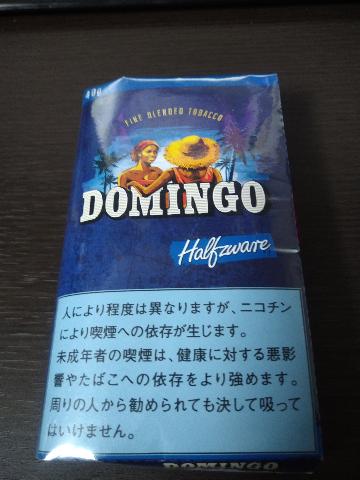 40g
FINE BLENDED TOBACCO
DOMINGO
Halfzware
人により程度は異なりますが、ニコチン
により喫煙への依存が生じます。
未成年者の喫煙は、健康に対する悪影
響やたばこへの依存をより強めます。
周りの人から勧められても決して吸って
はいけません。
DOMINGO